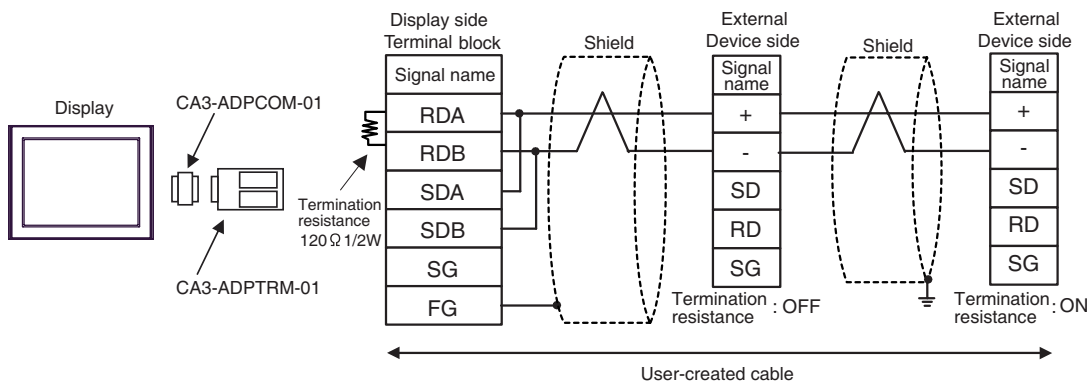 Display
CA3-ADPCOM-01
CA3-ADPTRM-01
Termination
resistance
120Ω 1/2W
Display side
Terminal block
Signal name
RDA
RDB
SDA
SDB
SG
FG
Shield
External
Device side
Signal
name
+
-
SD
RD
SG
Termination
resistance : OFF
Shield
External
Device side
Signal
name
+
-
SD
RD
SG
Termination
resistance : ON
User-created cable